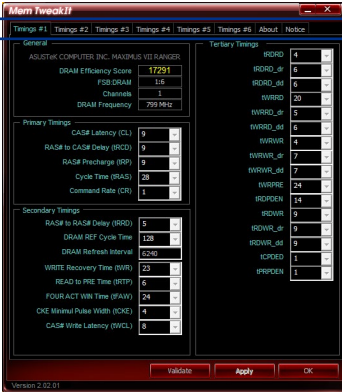 Mem TweakIt
Timings #1 Timings #2 Timings #3 Timings #4 Timings #5 Timings #6 About Notice
General
ASUSTeK COMPUTER INC. MAXIMUS VII RANGER
DRAM Efficiency Score 17291
FSB:DRAM 1:6
Channels 1
DRAM Frequency 799 MHz
Primary Timings
CAS# Latency (CL) 9
RAS# to CAS# Delay (tRCD) 9
RAS# Precharge (tRP) 9
Cycle Time (tRAS) 28
Command Rate (CR) 1
Secondary Timings
RAS# to RAS# Delay (tRRD) 5
DRAM REF Cycle Time 128
DRAM Refresh Interval 6240
WRITE Recovery Time (tWR) 23
READ to PRE Time (tRTP) 6
FOUR ACT WIN Time (tFAW) 24
CKE Minimul Pulse Width (tCKE) 4
CAS# Write Latency (tWCL) 8
Tertiary Timings
tRDRD 4
tRDRD_dr 6
tRDRD_dd 6
tWRRD 20
tWRRD_dr 5
tWRRD_dd 6
tWRWR 4
tWRWR_dr 7
tWRWR_dd 7
tWRPRE 24
tRDPDEN 14
tRDWR 9
tRDWR_dr 9
tRDWR_dd 9
tCPDED 1
tPRPDEN 1
Validate Apply OK
Version 2.02.01